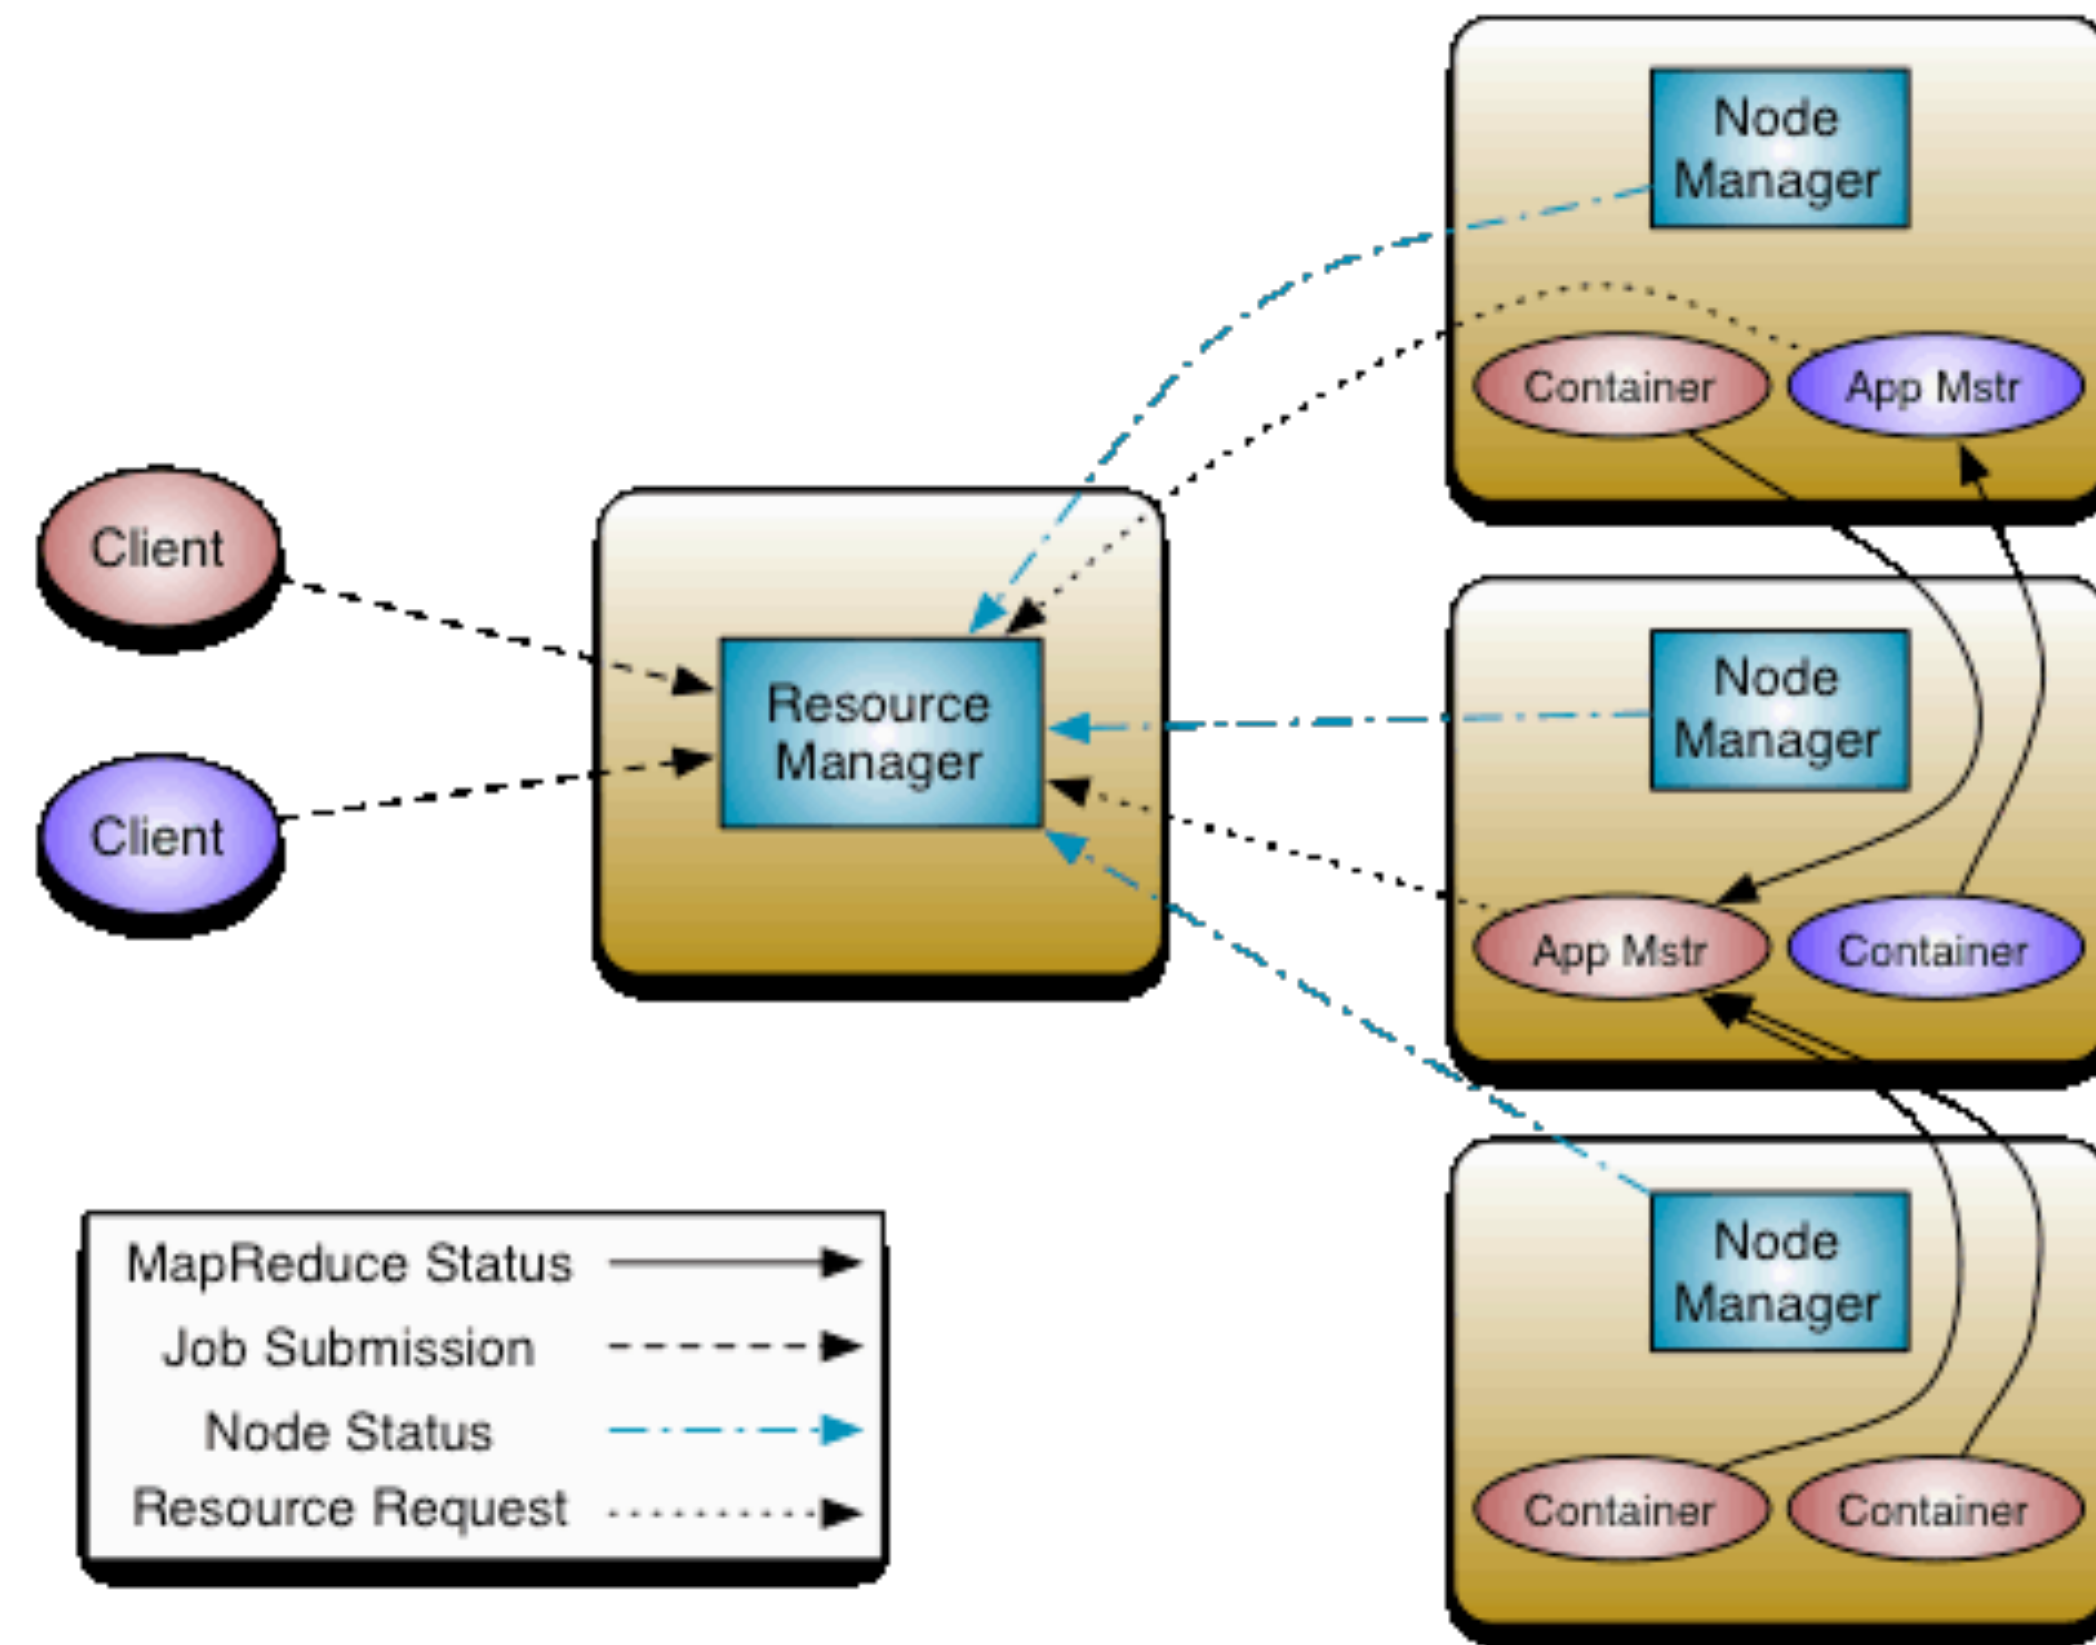 Node
Manager
Container
App Mstr
Client
Client
Resource
Manager
Node
Manager
App Mstr
Container
Node
Manager
Container
Container
MapReduce Status
Job Submission
Node Status
Resource Request